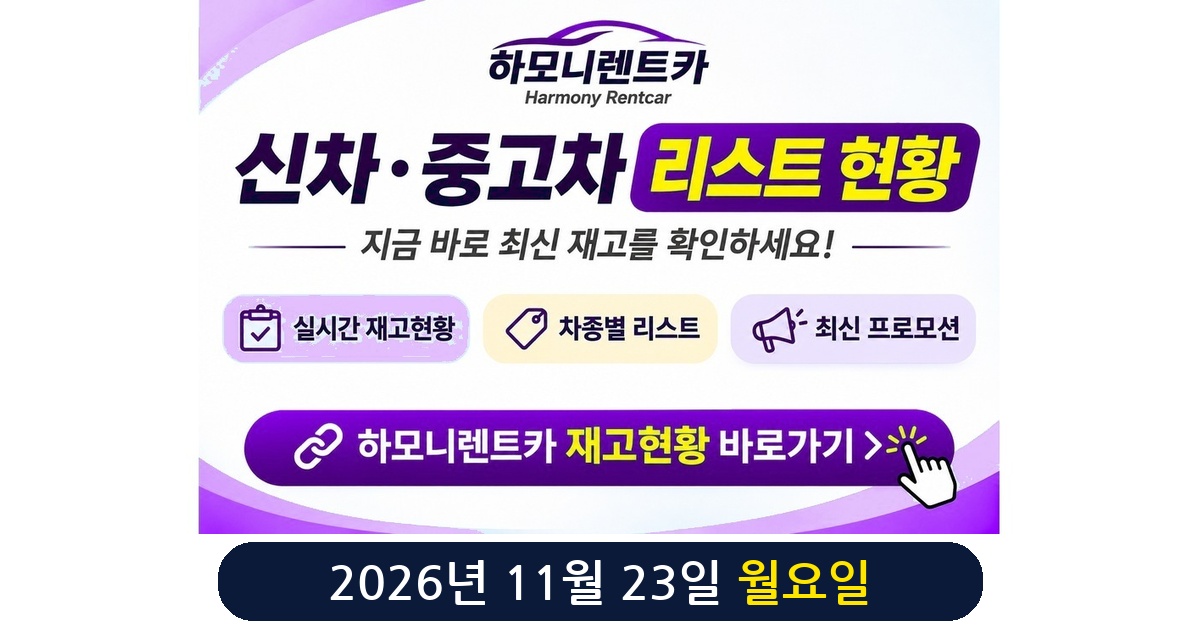 하모니렌트카
Harmony Rentcar
신차·중고차 리스트 현황
지금 바로 최신 재고를 확인하세요!
실시간 재고현황 차종별 리스트 최신 프로모션
하모니렌트카 재고현황 바로가기 >
2026년 11월 23일 월요일